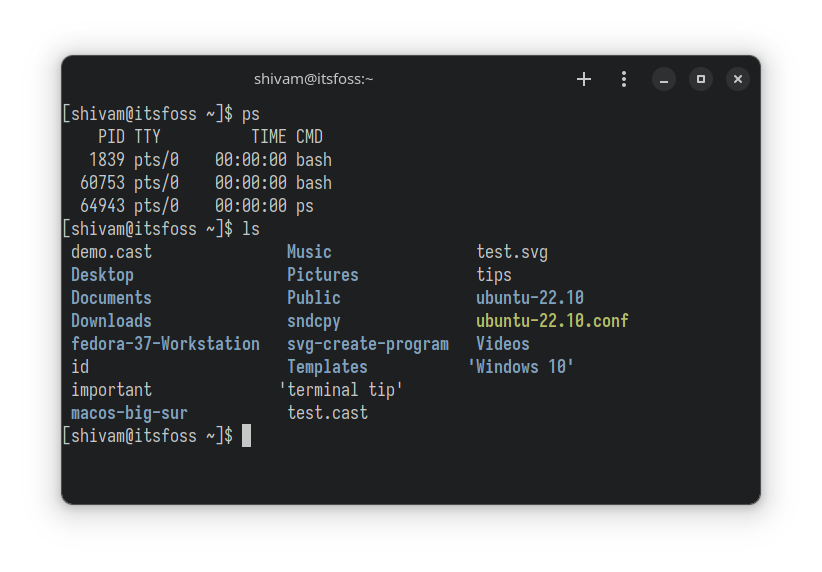 shivam@itsfoss:~
[shivam@itsfoss ~]$ ps
    PID TTY          TIME CMD
   1839 pts/0    00:00:00 bash
  60753 pts/0    00:00:00 bash
  64943 pts/0    00:00:00 ps
[shivam@itsfoss ~]$ ls
 demo.cast               Music                test.svg
 Desktop                 Pictures             tips
 Documents               Public               ubuntu-22.10
 Downloads               sndcpy               ubuntu-22.10.conf
 fedora-37-Workstation   svg-create-program   Videos
 id                      Templates           'Windows 10'
 important              'terminal tip'
 macos-big-sur           test.cast
[shivam@itsfoss ~]$